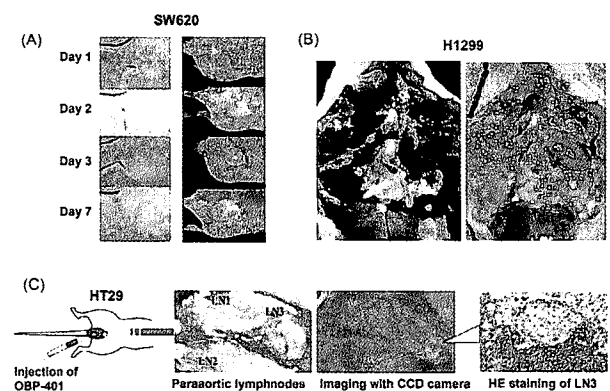 SW620
(A)
Day 1
Day 2
Day 3
Day 7
(B)
H1299
(C)
HT29
Injection of
OBP-401
LN1
LN3
LN2
Paraaortic lymphnodes
Imaging with CCD camera
HE staining of LN3